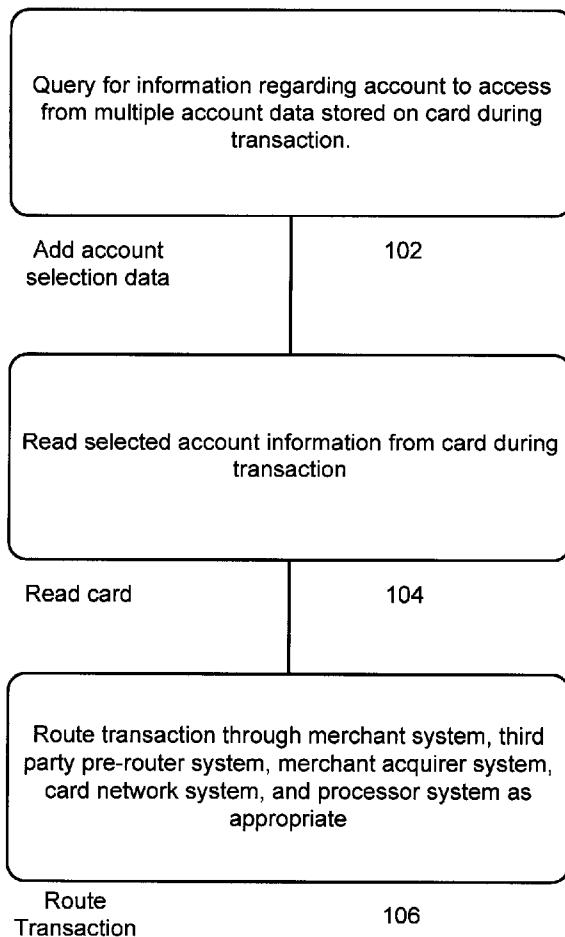 Query for information regarding account to access
from multiple account data stored on card during
transaction.
Add account
selection data
102
Read selected account information from card during
transaction
Read card
104
Route transaction through merchant system, third
party pre-router system, merchant acquirer system,
card network system, and processor system as
appropriate
Route
Transaction
106